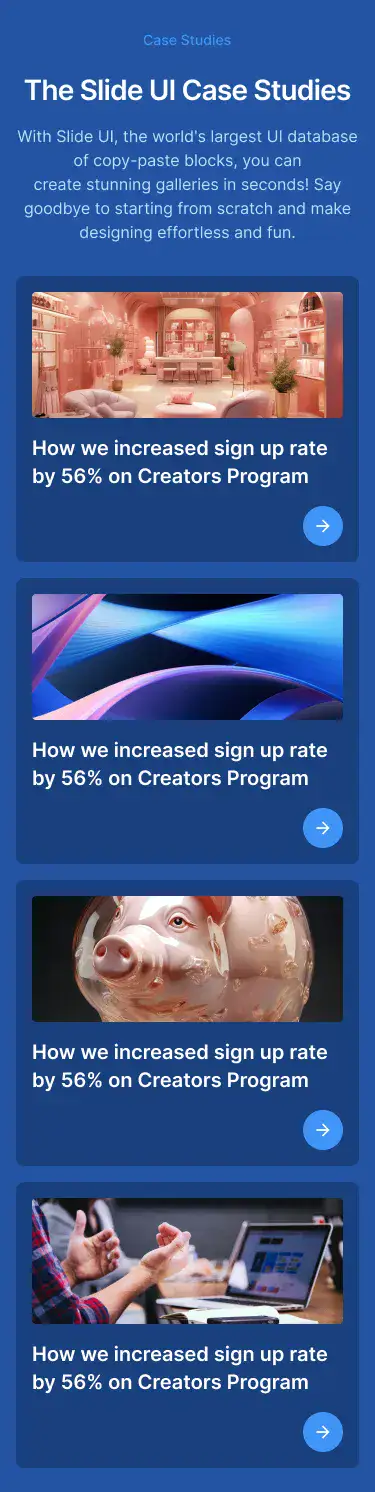 Case Studies
The Slide UI Case Studies
With Slide UI, the world's largest UI database
of copy-paste blocks, you can
create stunning galleries in seconds! Say
goodbye to starting from scratch and make
designing effortless and fun.
How we increased sign up rate
by 56% on Creators Program
How we increased sign up rate
by 56% on Creators Program
How we increased sign up rate
by 56% on Creators Program
How we increased sign up rate
by 56% on Creators Program